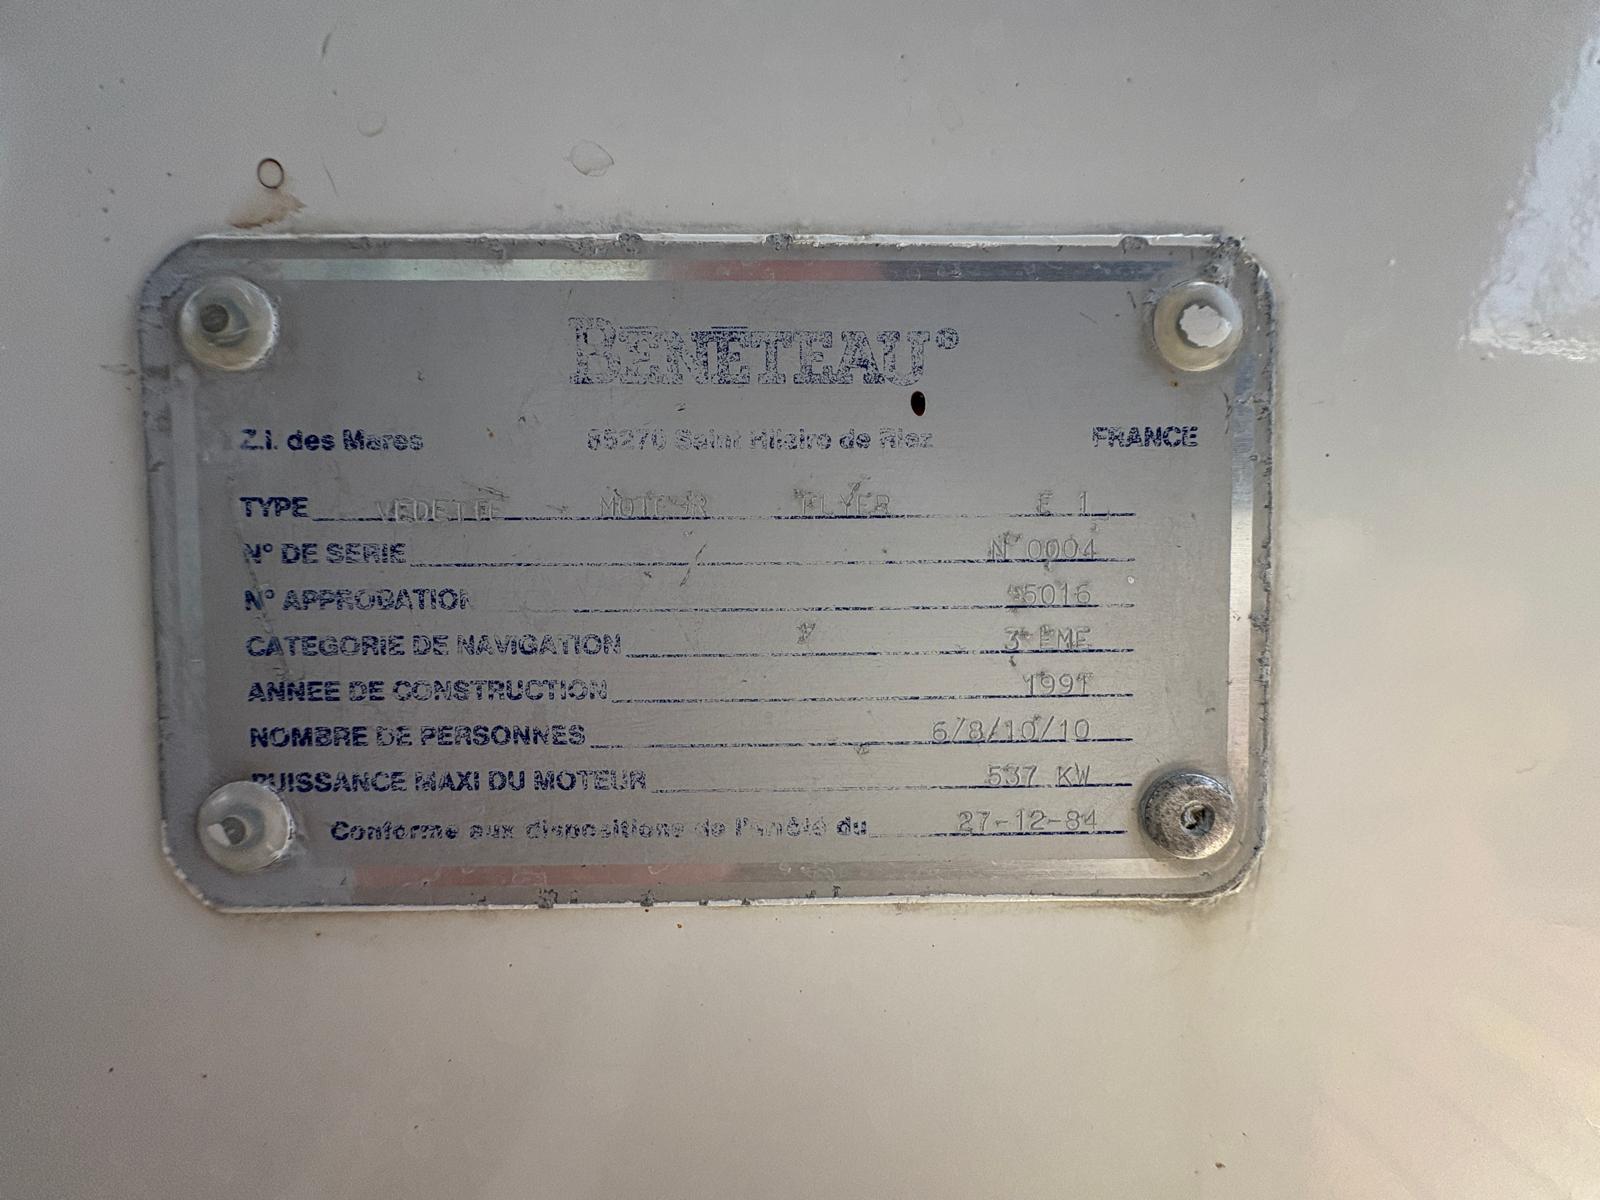 BENETEAU®
Z.I. des Mares 85270 Saint Hilaire de Riez FRANCE
TYPE VEDETTE MOTEUR FLYER E 1
N° DE SERIE N 0004
N° APPROBATION 5016
CATEGORIE DE NAVIGATION 3 EME
ANNEE DE CONSTRUCTION 1991
NOMBRE DE PERSONNES 6/8/10/10
PUISSANCE MAXI DU MOTEUR 537 KW
Conforme aux dispositions de l'arrêté du 27-12-84